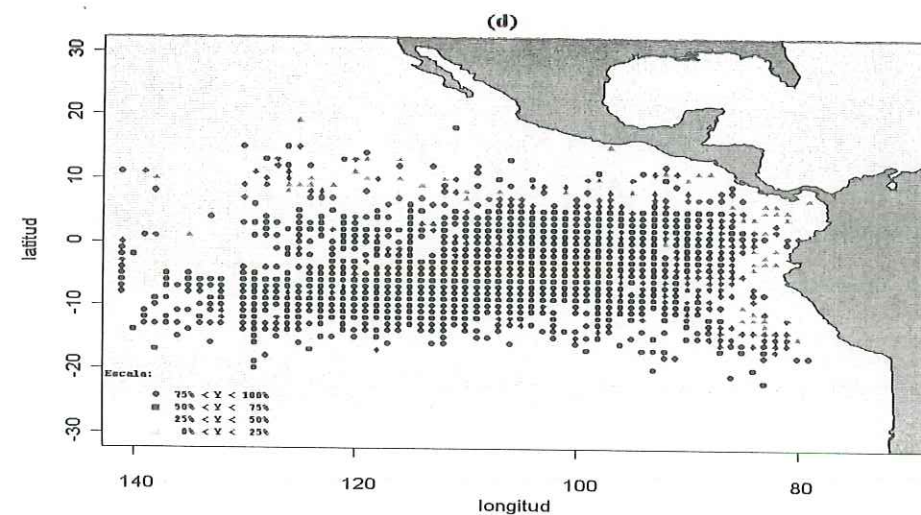 (d)
30
20
10
0
-10
-20
-30
latitud
Escala:
75% < Y < 100%
50% < Y < 75%
25% < Y < 50%
0% < Y < 25%
140 120 100 80
longitud